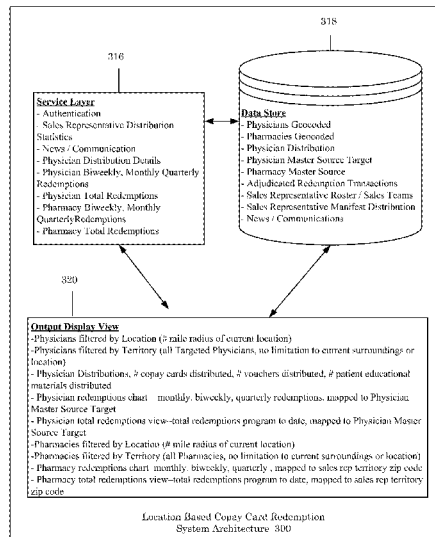 316
318
Service Layer
- Authentication
- Sales Representative Distribution
Statistics
- News / Communication
- Physician Distribution Details
- Physician Biweekly, Monthly Quarterly
Redemptions
- Physician Total Redemptions
- Pharmacy Biweekly, Monthly
QuarterlyRedemptions
- Pharmacy Total Redemptions
Data Store
- Physicians Geocoded
- Pharmacies Geocoded
- Physician Distribution
- Physician Master Source Target
- Pharmacy Master Source
- Adjudicated Redemption Transactions
- Sales Representative Roster / Sales Teams
- Sales Representative Manifest Distribution
- News / Communications
320
Output Display View
-Physicians filtered by Location (# mile radius of current location)
-Physicians filtered by Territory (all Targeted Physicians, no limitation to current surroundings or
location)
- Physician Distributions, # copay cards distributed, # vouchers distributed, # patient educational
materials distributed
- Physician redemptions chart monthly, biweekly, quarterly redemptions, mapped to Physician
Master Source Target
-Physician total redemptions view--total redemptions program to date, mapped to Physician Master
Source Target
-Pharmacies filtered by Location (# mile radius of current location)
-Pharmacies filtered by Territory (all Pharmacies, no limitation to current surroundings or location)
- Pharmacy redemptions chart monthly, biweekly, quarterly , mapped to sales rep territory zip code
- Pharmacy total redemptions view--total redemptions program to date, mapped to sales rep territory
zip code
Location Based Copay Card Redemption
System Architecture 300